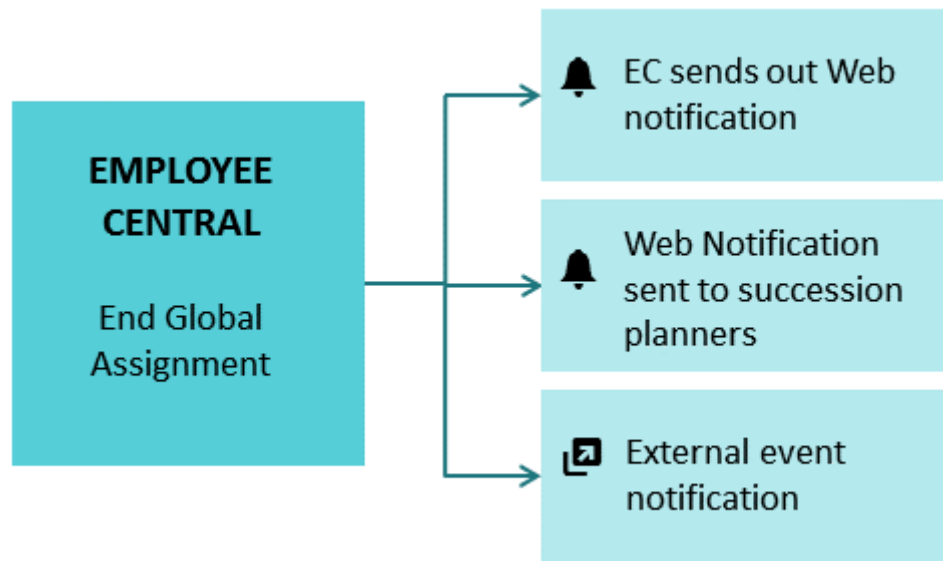 EMPLOYEE
CENTRAL
End Global
Assignment
EC sends out Web
notification
Web Notification
sent to succession
planners
External event
notification